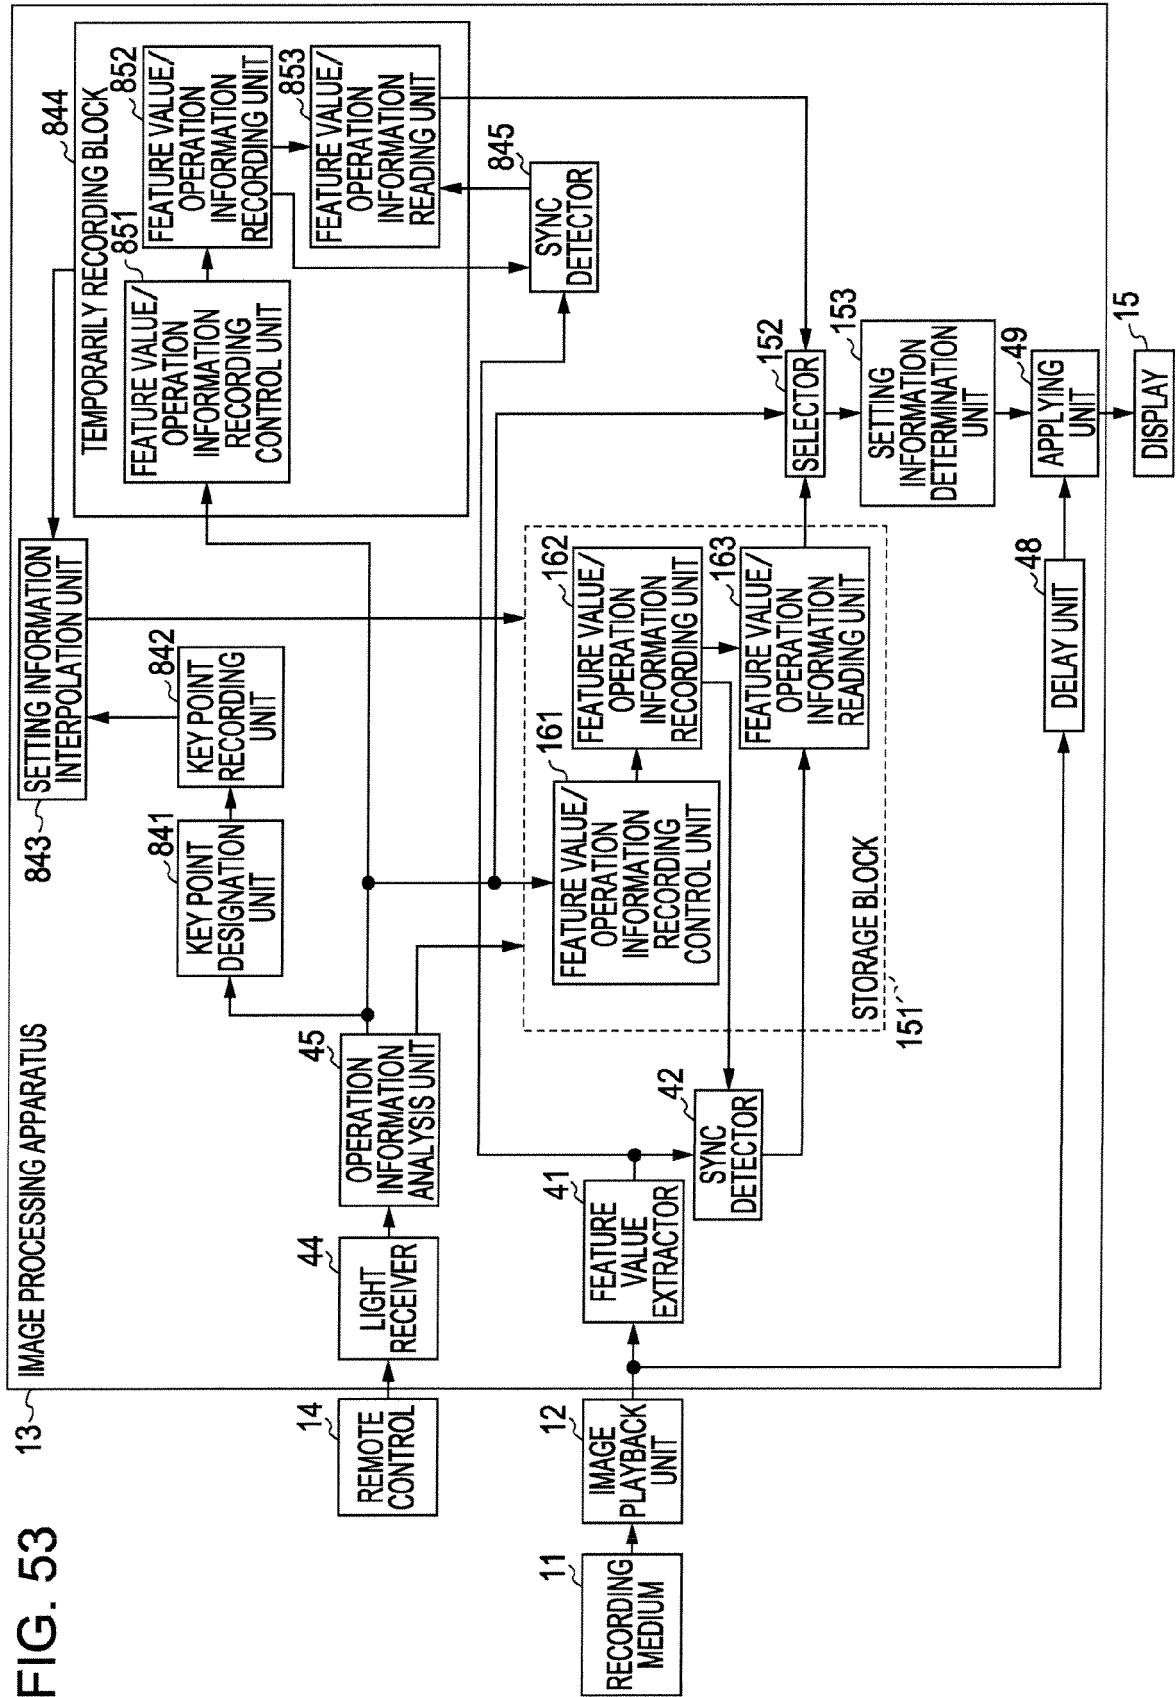 FIG. 53
13
IMAGE PROCESSING APPARATUS
843
SETTING INFORMATION
INTERPOLATION UNIT
844
TEMPORARILY RECORDING BLOCK
841
KEY POINT
DESIGNATION
UNIT
842
KEY POINT
RECORDING
UNIT
851
FEATURE VALUE/
OPERATION
INFORMATION
RECORDING
CONTROL UNIT
852
FEATURE VALUE/
OPERATION
INFORMATION
RECORDING UNIT
853
FEATURE VALUE/
OPERATION
INFORMATION
READING UNIT
14
REMOTE
CONTROL
44
LIGHT
RECEIVER
45
OPERATION
INFORMATION
ANALYSIS UNIT
845
SYNC
DETECTOR
11
RECORDING
MEDIUM
12
IMAGE
PLAYBACK
UNIT
41
FEATURE
VALUE
EXTRACTOR
42
SYNC
DETECTOR
161
FEATURE VALUE/
OPERATION
INFORMATION
RECORDING
CONTROL UNIT
162
FEATURE VALUE/
OPERATION
INFORMATION
RECORDING UNIT
163
FEATURE VALUE/
OPERATION
INFORMATION
READING UNIT
STORAGE BLOCK
151
152
SELECTOR
153
SETTING
INFORMATION
DETERMINATION
UNIT
48
DELAY UNIT
49
APPLYING
UNIT
15
DISPLAY